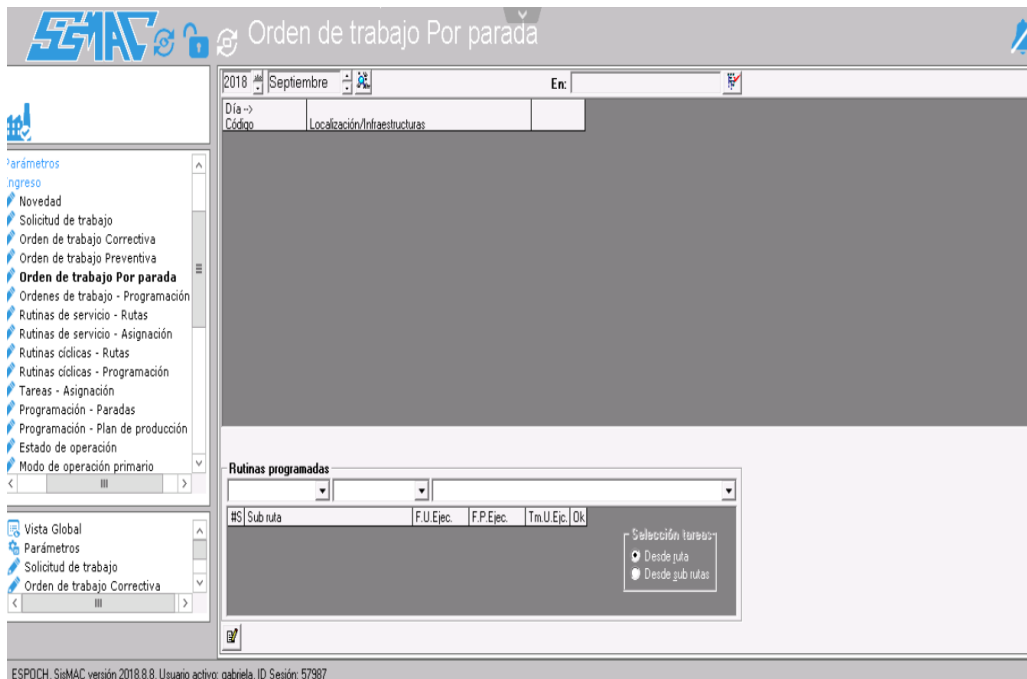 SisMAC
Orden de trabajo Por parada
2018 Septiembre En:
Día -->
Código Localización/Infraestructuras
Parámetros
Ingreso
Novedad
Solicitud de trabajo
Orden de trabajo Correctiva
Orden de trabajo Preventiva
Orden de trabajo Por parada
Ordenes de trabajo - Programación
Rutinas de servicio - Rutas
Rutinas de servicio - Asignación
Rutinas cíclicas - Rutas
Rutinas cíclicas - Programación
Tareas - Asignación
Programación - Paradas
Programación - Plan de producción
Estado de operación
Modo de operación primario
Vista Global
Parámetros
Solicitud de trabajo
Orden de trabajo Correctiva
Rutinas programadas
#S Sub ruta F.U.Ejec. F.P.Ejec. Tm.U.Ejc. Ok
Selección tareas
Desde ruta
Desde sub rutas
ESPOCH, SisMAC versión 2018.8.8, Usuario activo: gabriela, ID Sesión: 57987